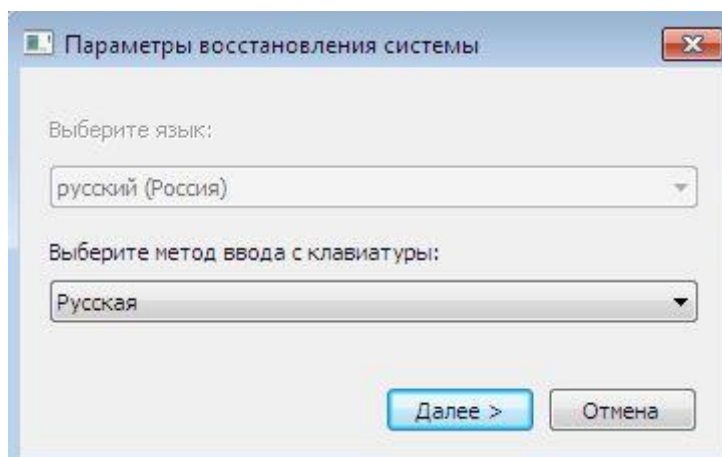 Параметры восстановления системы
Выберите язык:
русский (Россия)
Выберите метод ввода с клавиатуры:
Русская
Далее >
Отмена